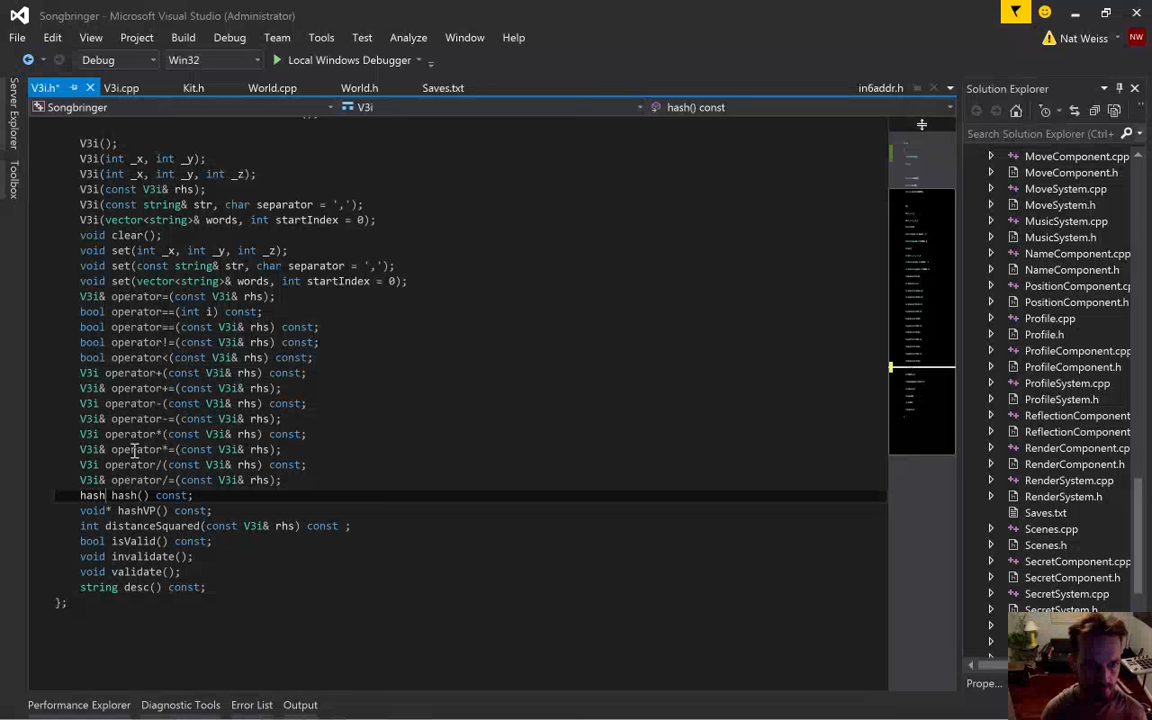 Songbringer - Microsoft Visual Studio (Administrator)
File Edit View Project Build Debug Team Tools Test Analyze Window Help
Nat Weiss NW
Debug Win32 Local Windows Debugger
V3i.h* V3i.cpp Kit.h World.cpp World.h Saves.txt in6addr.h
Songbringer V3i hash() const
Server Explorer
Toolbox
V3i();
V3i(int _x, int _y);
V3i(int _x, int _y, int _z);
V3i(const V3i& rhs);
V3i(const string& str, char separator = ',');
V3i(vector<string>& words, int startIndex = 0);
void clear();
void set(int _x, int _y, int _z);
void set(const string& str, char separator = ',');
void set(vector<string>& words, int startIndex = 0);
V3i& operator=(const V3i& rhs);
bool operator==(int i) const;
bool operator==(const V3i& rhs) const;
bool operator!=(const V3i& rhs) const;
bool operator<(const V3i& rhs) const;
V3i operator+(const V3i& rhs) const;
V3i& operator+=(const V3i& rhs);
V3i operator-(const V3i& rhs) const;
V3i& operator-=(const V3i& rhs);
V3i operator*(const V3i& rhs) const;
V3i& operator*=(const V3i& rhs);
V3i operator/(const V3i& rhs) const;
V3i& operator/=(const V3i& rhs);
hash hash() const;
void* hashVP() const;
int distanceSquared(const V3i& rhs) const ;
bool isValid() const;
void invalidate();
void validate();
string desc() const;
};
Solution Explorer
Search Solution Explorer (Ctrl+
MoveComponent.cpp
MoveComponent.h
MoveSystem.cpp
MoveSystem.h
MusicSystem.cpp
MusicSystem.h
NameComponent.cpp
NameComponent.h
PositionComponent.cpp
PositionComponent.h
Profile.cpp
Profile.h
ProfileComponent.cpp
ProfileComponent.h
ProfileSystem.cpp
ProfileSystem.h
ReflectionComponent
ReflectionComponent
RenderComponent.cpp
RenderComponent.h
RenderSystem.cpp
RenderSystem.h
Saves.txt
Scenes.cpp
Scenes.h
SecretComponent.cpp
SecretComponent.h
SecretSystem.cpp
SecretSystem.h
Prope...
Performance Explorer Diagnostic Tools Error List Output